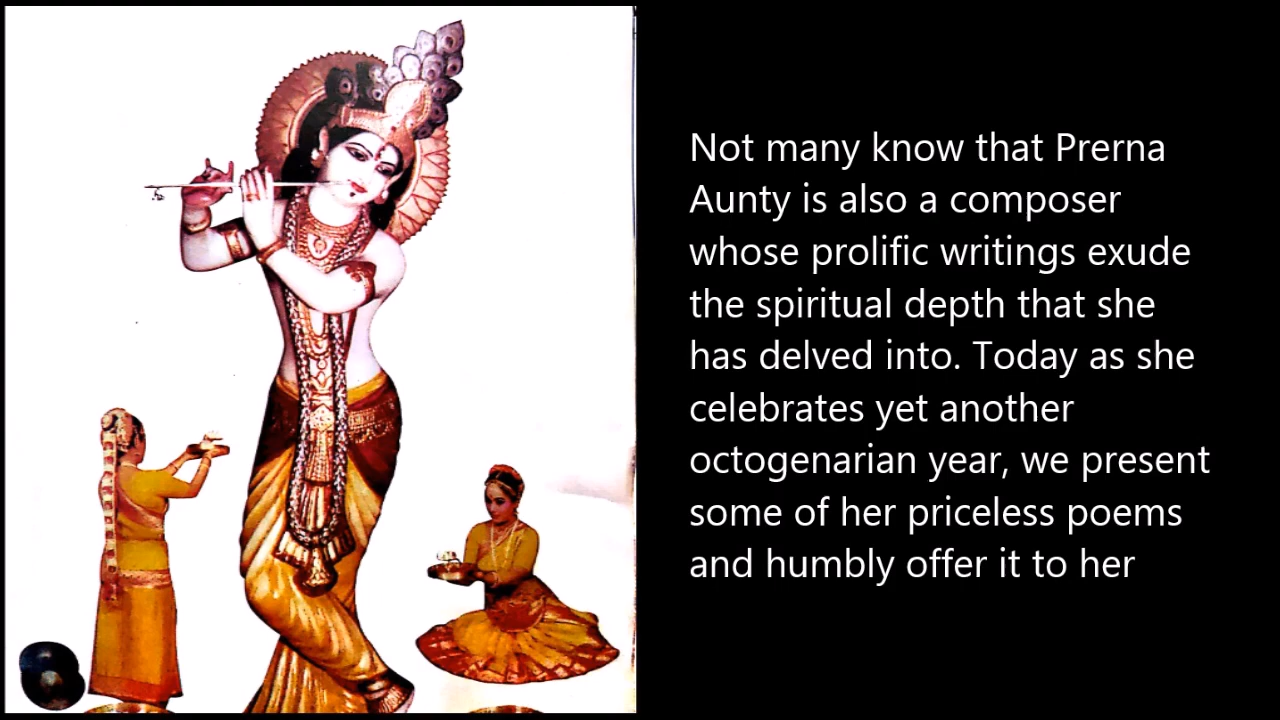 Not many know that Prerna
Aunty is also a composer
whose prolific writings exude
the spiritual depth that she
has delved into. Today as she
celebrates yet another
octogenarian year, we present
some of her priceless poems
and humbly offer it to her